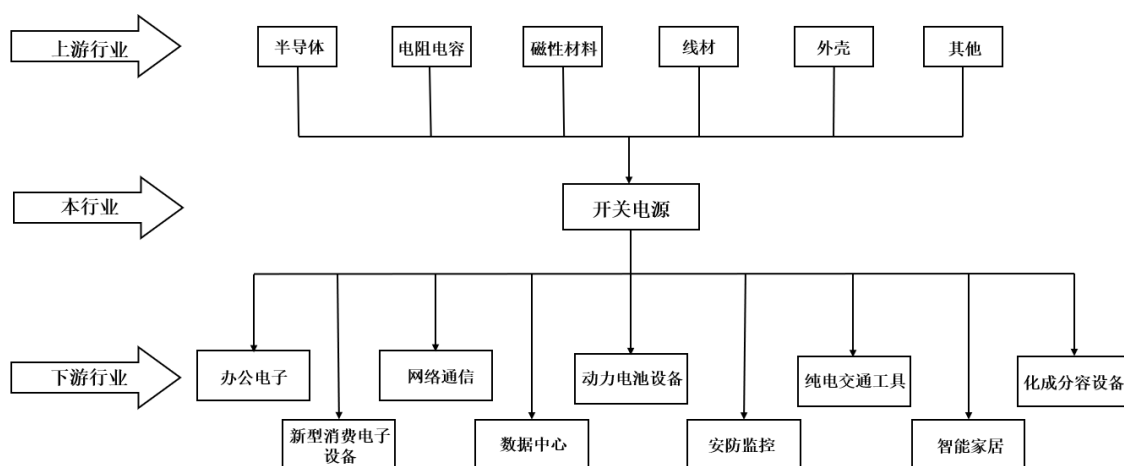 上游行业
半导体
电阻电容
磁性材料
线材
外壳
其他
本行业
开关电源
下游行业
办公电子
网络通信
动力电池设备
纯电交通工具
化成分容设备
新型消费电子
设备
数据中心
安防监控
智能家居